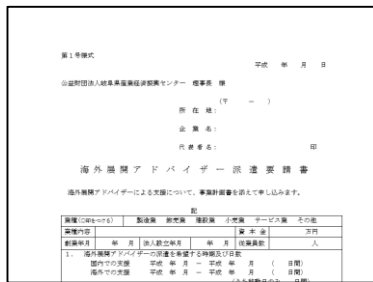 第1号様式
平成　年　月　日
公益財団法人岐阜県産業経済振興センター　理事長　様
(〒　－　)
所 在 地：
企 業 名：
代 表 者 名：　　　印
海外展開アドバイザー派遣要請書
海外展開アドバイザーによる支援について、事業計画書を添えて申し込みます。
記
業種(○印をつける)　製造業　卸売業　建設業　小売業　サービス業　その他
業種内容　資 本 金　万円
創業年月　年　月　法人設立年月　年　月　従業員数　人
1．　海外展開アドバイザーの派遣を希望する時期及び日数
国内での支援　平成　年　月　－　平成　年　月　(　日間)
海外での支援　平成　年　月　－　平成　年　月　(　日間)